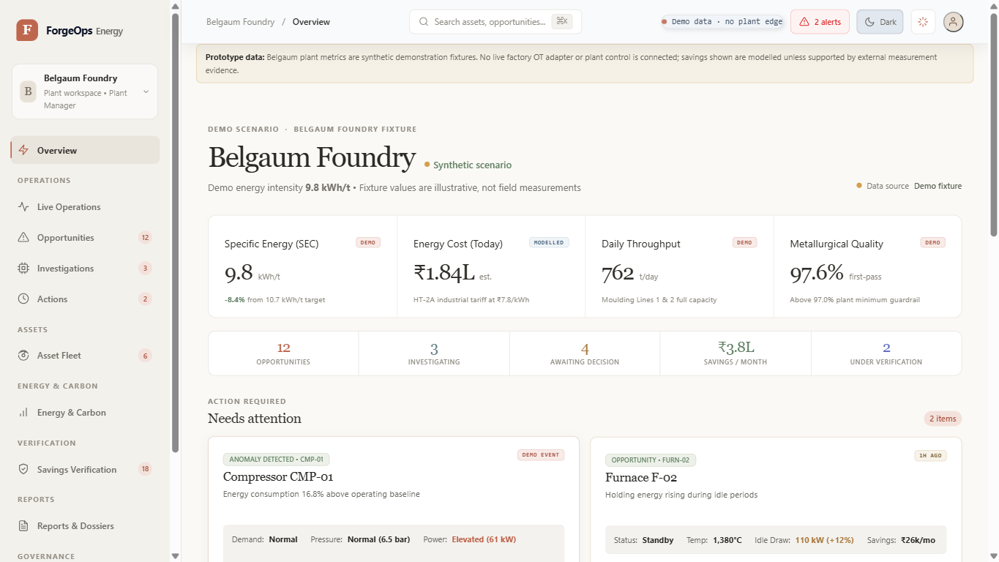 F ForgeOps Energy
Belgaum Foundry / Overview
Search assets, opportunities... ⌘K
Demo data · no plant edge
2 alerts
Dark
B
Belgaum Foundry
Plant workspace • Plant
Manager
Overview
OPERATIONS
Live Operations
Opportunities 12
Investigations 3
Actions 2
ASSETS
Asset Fleet 6
ENERGY & CARBON
Energy & Carbon
VERIFICATION
Savings Verification 18
REPORTS
Reports & Dossiers
GOVERNANCE
Prototype data: Belgaum plant metrics are synthetic demonstration fixtures. No live factory OT adapter or plant control is connected; savings shown are modelled unless supported by external measurement
evidence.
DEMO SCENARIO · BELGAUM FOUNDRY FIXTURE
Belgaum Foundry Synthetic scenario
Demo energy intensity 9.8 kWh/t • Fixture values are illustrative, not field measurements
Data source Demo fixture
Specific Energy (SEC) DEMO
9.8 kWh/t
-8.4% from 10.7 kWh/t target
Energy Cost (Today) MODELLED
₹1.84L est.
HT-2A industrial tariff at ₹7.8/kWh
Daily Throughput DEMO
762 t/day
Moulding Lines 1 & 2 full capacity
Metallurgical Quality DEMO
97.6% first-pass
Above 97.0% plant minimum guardrail
12
OPPORTUNITIES
3
INVESTIGATING
4
AWAITING DECISION
₹3.8L
SAVINGS / MONTH
2
UNDER VERIFICATION
ACTION REQUIRED
Needs attention 2 items
ANOMALY DETECTED • CMP-01 DEMO EVENT
Compressor CMP-01
Energy consumption 16.8% above operating baseline
Demand: Normal Pressure: Normal (6.5 bar) Power: Elevated (61 kW)
OPPORTUNITY • FURN-02 1H AGO
Furnace F-02
Holding energy rising during idle periods
Status: Standby Temp: 1,380°C Idle Draw: 110 kW (+12%) Savings: ₹26k/mo